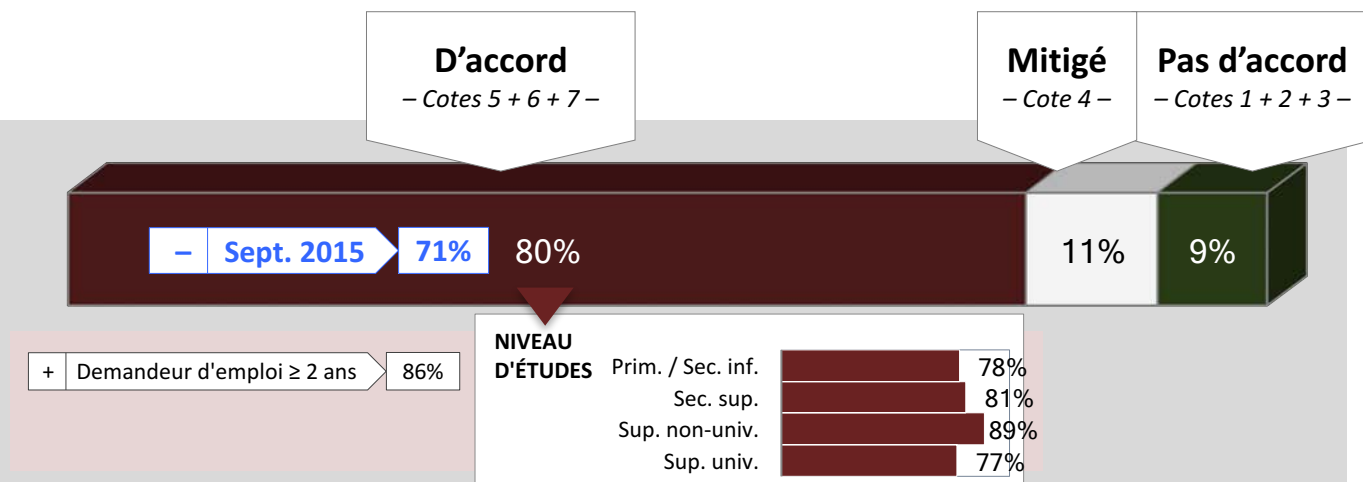 D'accord
– Cotes 5 + 6 + 7 –
Mitigé
– Cote 4 –
Pas d'accord
– Cotes 1 + 2 + 3 –
– Sept. 2015 71% 80% 11% 9%
+ Demandeur d'emploi ≥ 2 ans 86%
NIVEAU
D'ÉTUDES
Prim. / Sec. inf. 78%
Sec. sup. 81%
Sup. non-univ. 89%
Sup. univ. 77%